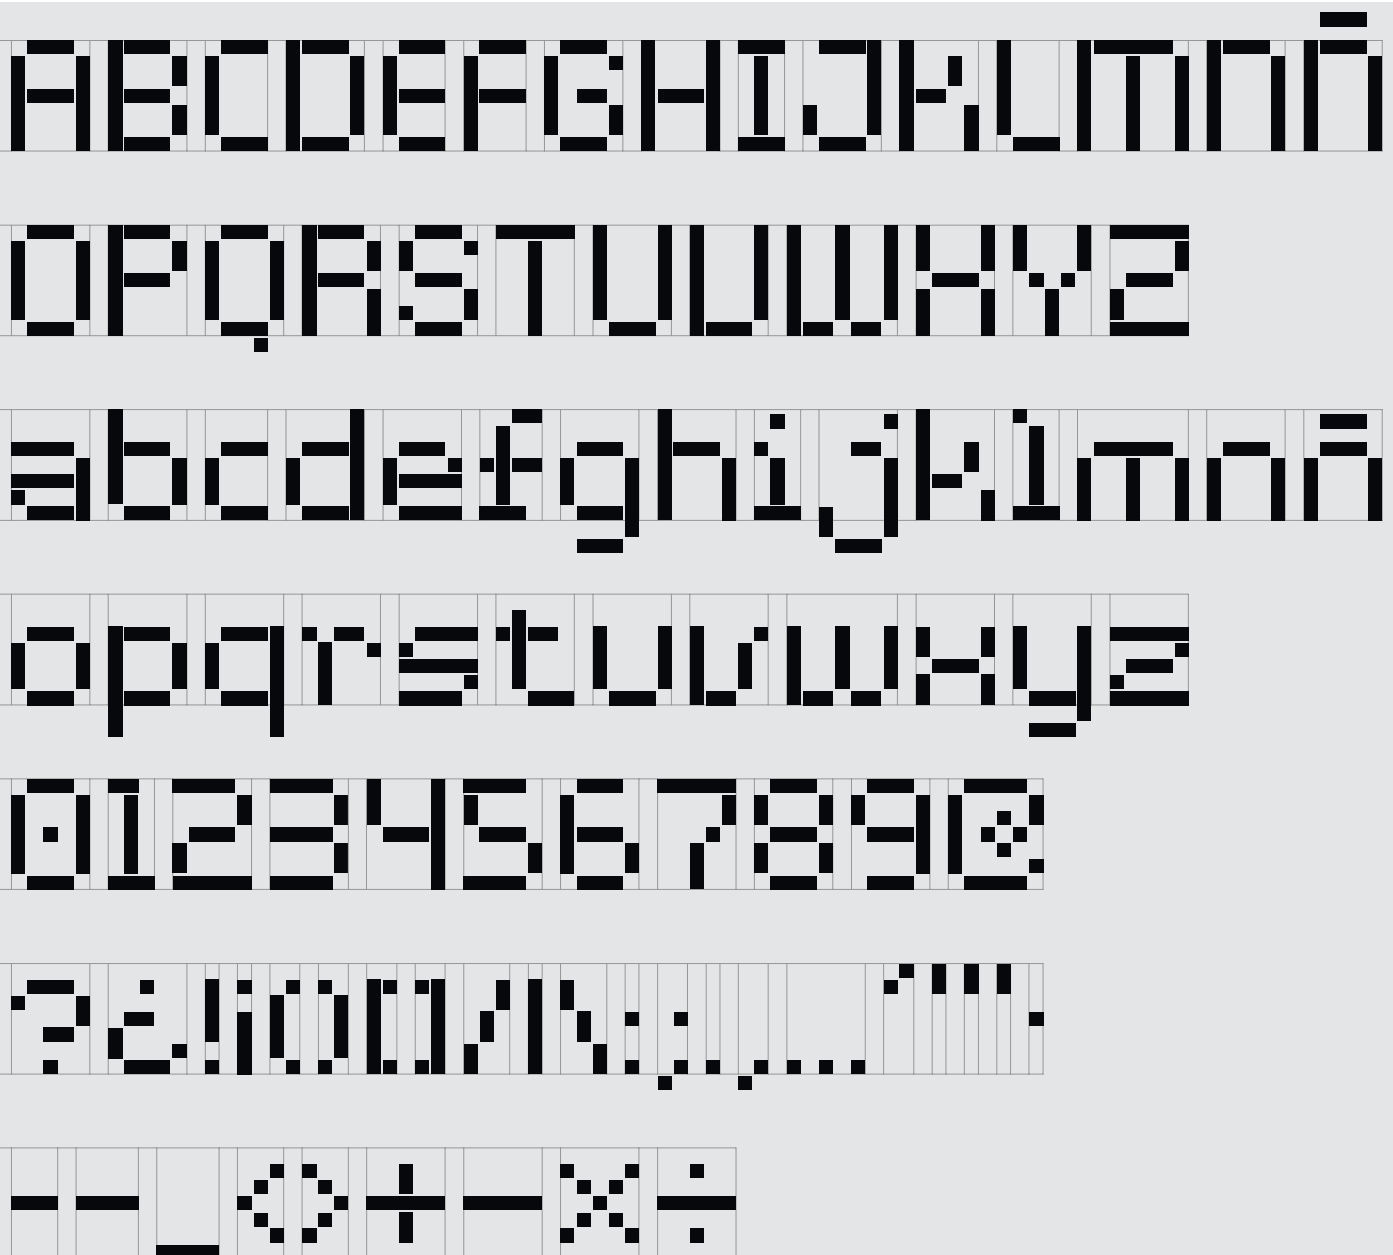 ABCDEFGHIJKLMNÑ
OPQRSTUVWXYZ
abcdefghijklmnñ
opqrstuvwxyz
0123456789@
?¿!¡()[]/|\:;.,…'"'·
-–_<>+−×÷